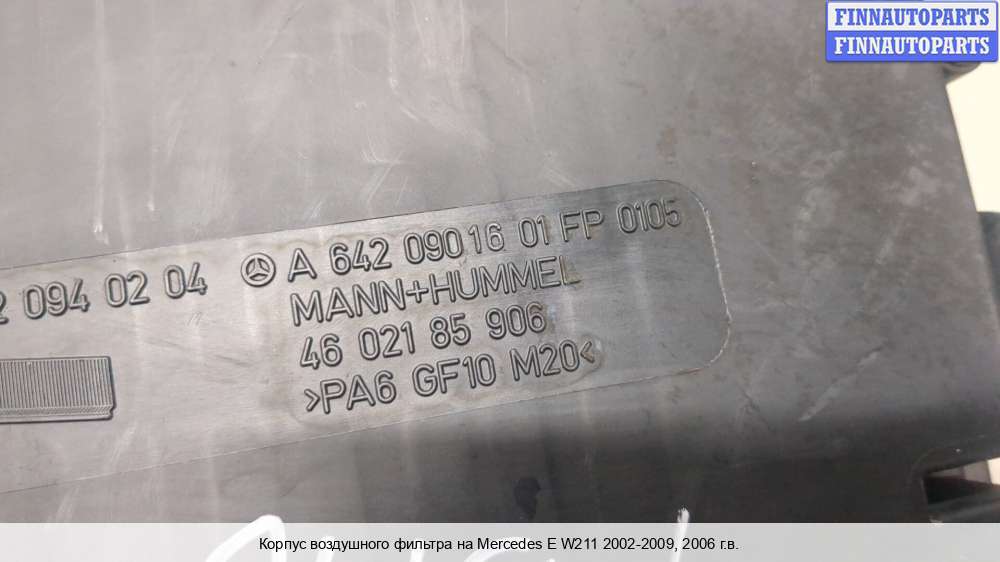 FINNAUTOPARTS
FINNAUTOPARTS
2 094 02 04
A 642 090 16 01 FP 0105
MANN+HUMMEL
46 021 85 906
>PA6 GF10 M20<
Корпус воздушного фильтра на Mercedes E W211 2002-2009, 2006 г.в.